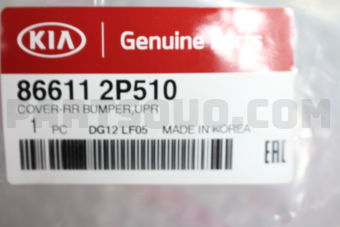 KIA Genuine Parts
86611 2P510
COVER-RR BUMPER,UPR
1 PC DG12 LF05 MADE IN KOREA
EAC
PARTSOUQ.COM